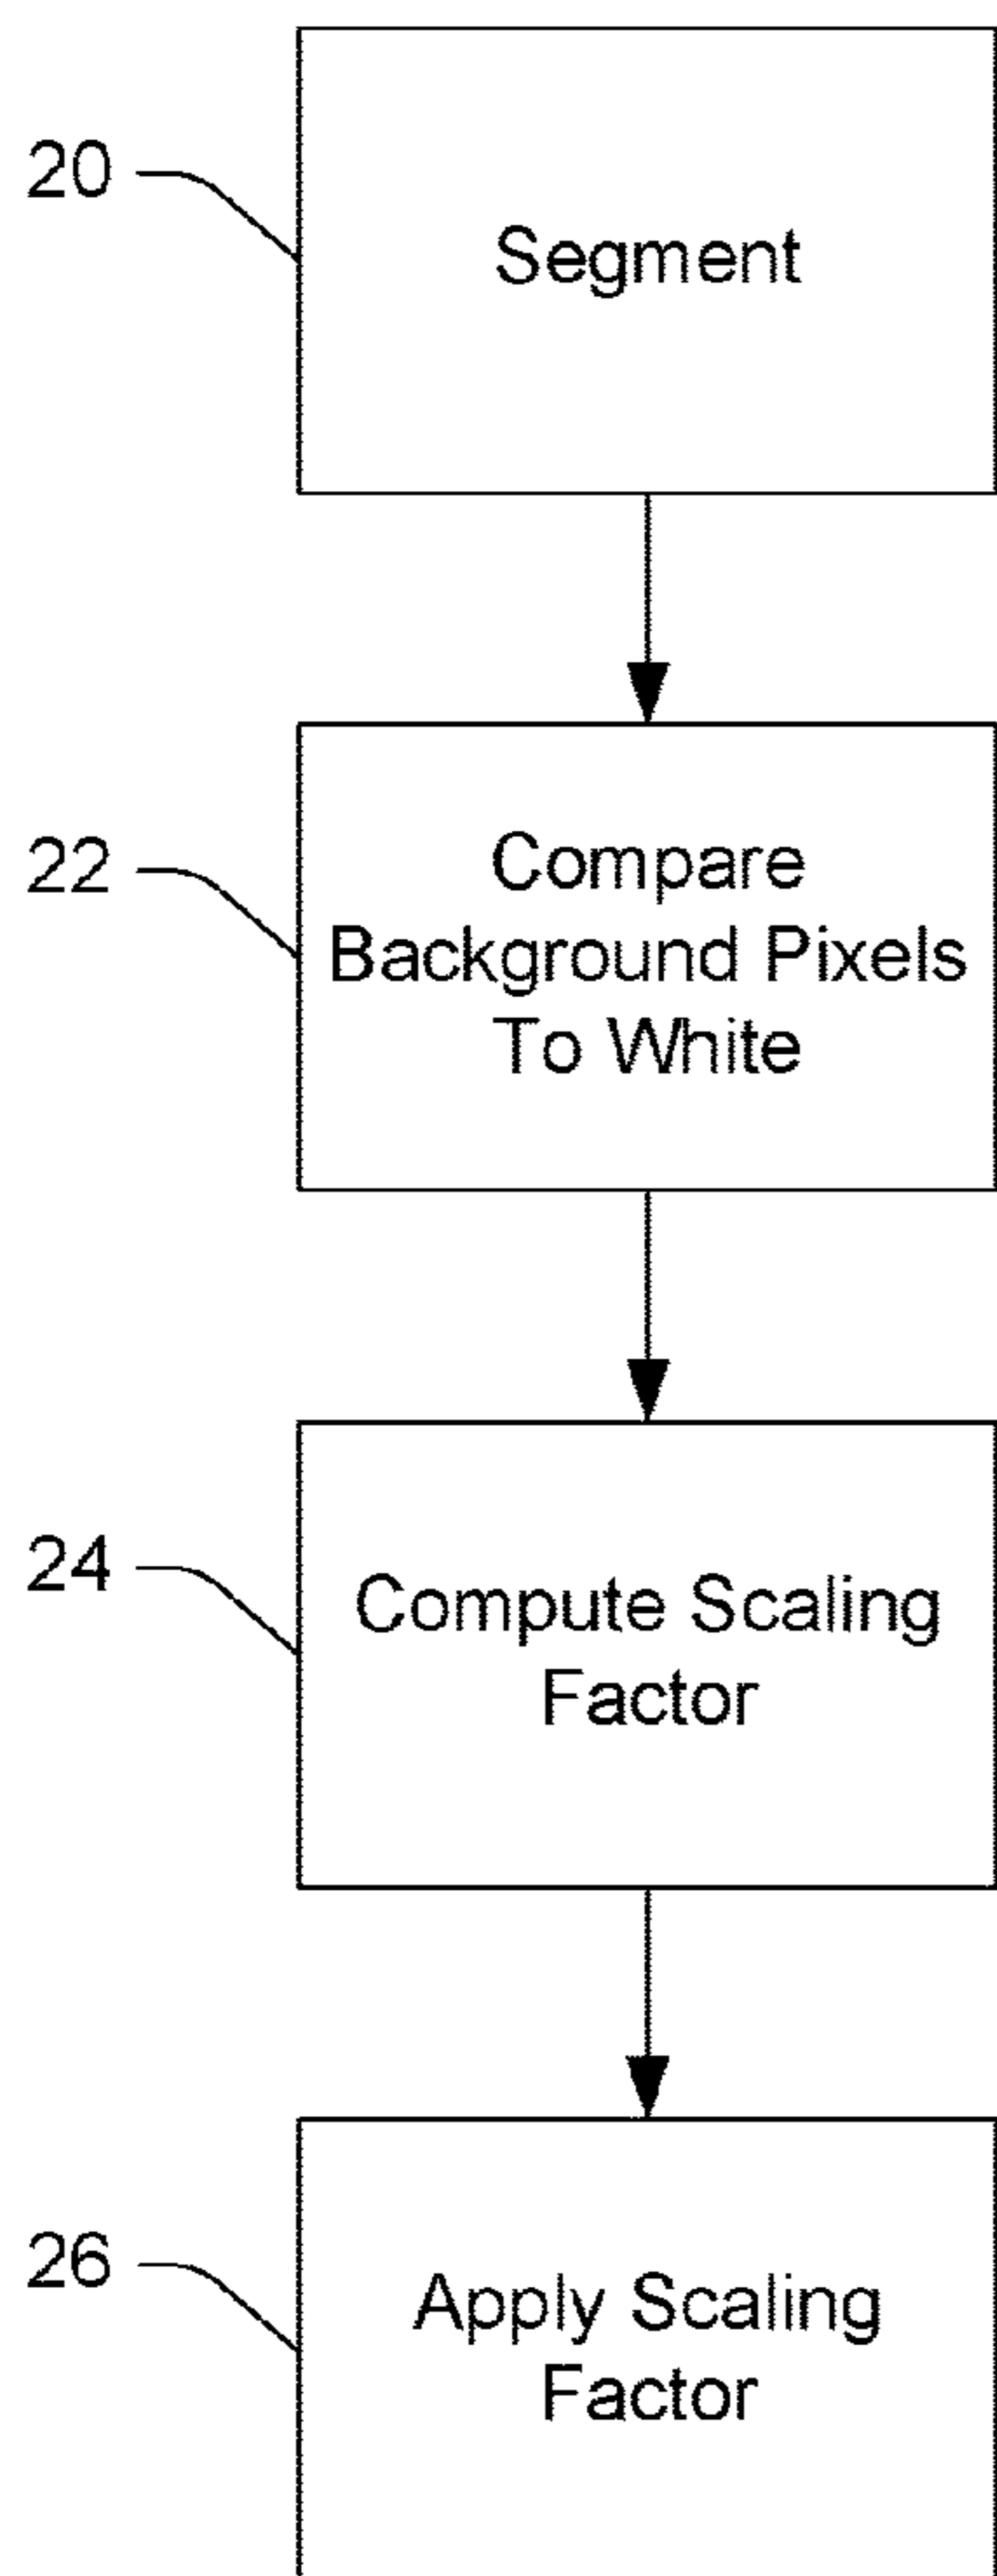 20
Segment
22
Compare
Background Pixels
To White
24
Compute Scaling
Factor
26
Apply Scaling
Factor